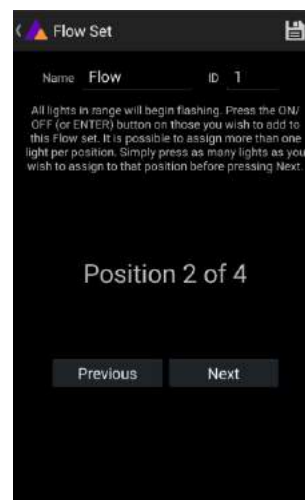 Flow Set
Name Flow ID 1
All lights in range will begin flashing. Press the ON/
OFF (or ENTER) button on those you wish to add to
this Flow set. It is possible to assign more than one
light per position. Simply press as many lights as you
wish to assign to that position before pressing Next.
Position 2 of 4
Previous Next